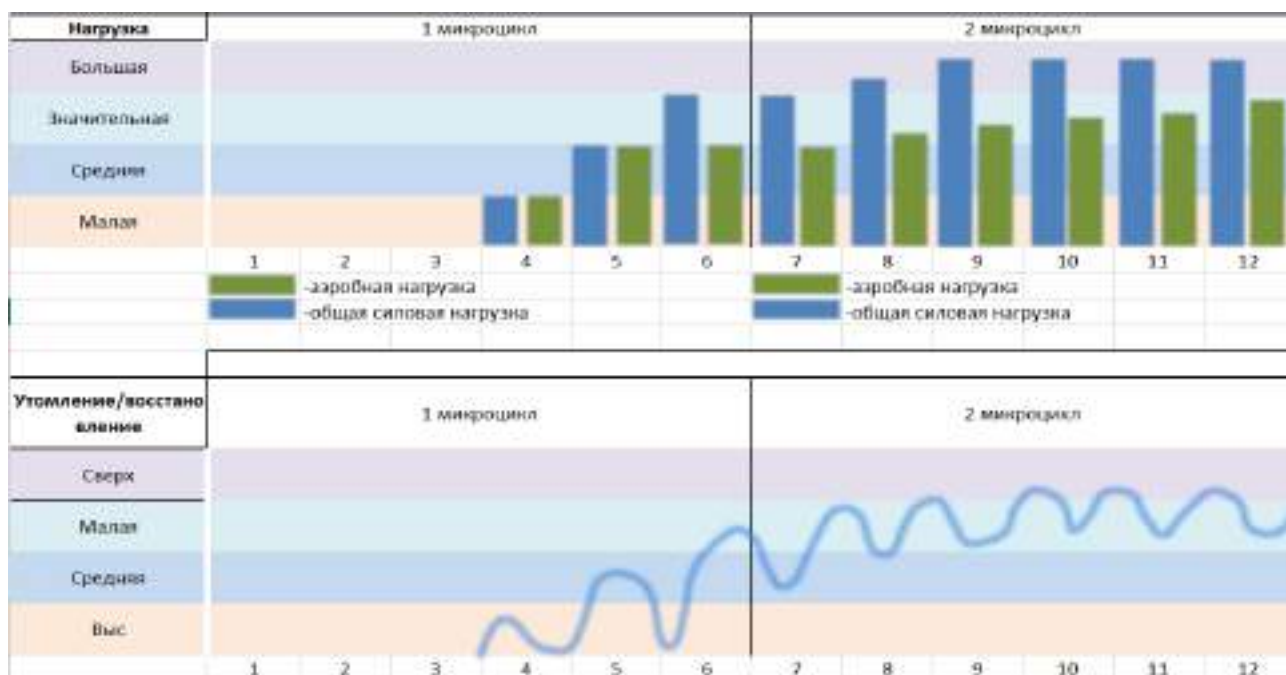 Нагрузка 1 микроцикл 2 микроцикл
Большая
Значительная
Средняя
Малая
1 2 3 4 5 6 7 8 9 10 11 12
-аэробная нагрузка -аэробная нагрузка
-общая силовая нагрузка -общая силовая нагрузка
Утомление/восстано
вление
1 микроцикл 2 микроцикл
Сверх
Малая
Средняя
Выс
1 2 3 4 5 6 7 8 9 10 11 12